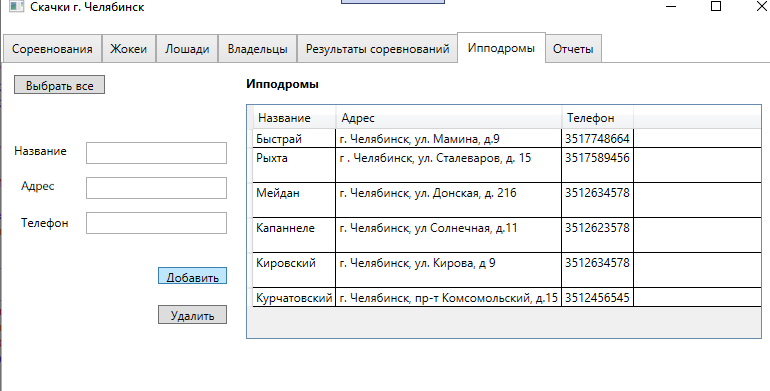 Скачки г. Челябинск
Соревнования Жокеи Лошади Владельцы Результаты соревнований Ипподромы Отчеты
Выбрать все
Ипподромы
Название Адрес Телефон
Быстрай г. Челябинск, ул. Мамина, д.9 3517748664
Рыхта г . Челябинск, ул. Сталеваров, д. 15 3517589456
Мейдан г. Челябинск, ул. Донская, д. 216 3512634578
Капаннеле г. Челябинск, ул Солнечная, д.11 3512623578
Кировский г. Челябинск, ул. Кирова, д 9 3512634578
Курчатовский г. Челябинск, пр-т Комсомольский, д.15 3512456545
Название
Адрес
Телефон
Добавить
Удалить